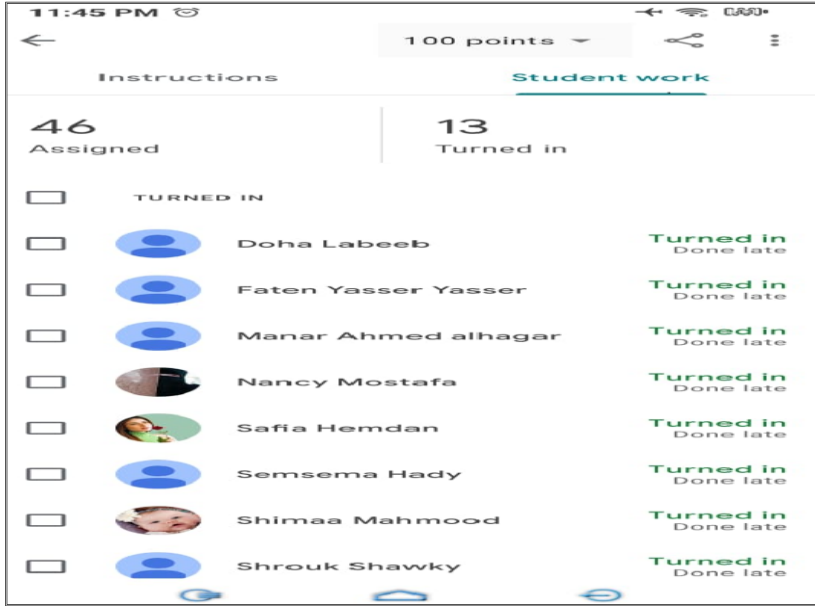 11:45 PM
100 points
Instructions Student work
46 13
Assigned Turned in
TURNED IN
Doha Labeeb Turned in
Done late
Faten Yasser Yasser Turned in
Done late
Manar Ahmed alhagar Turned in
Done late
Nancy Mostafa Turned in
Done late
Safia Hemdan Turned in
Done late
Semsema Hady Turned in
Done late
Shimaa Mahmood Turned in
Done late
Shrouk Shawky Turned in
Done late